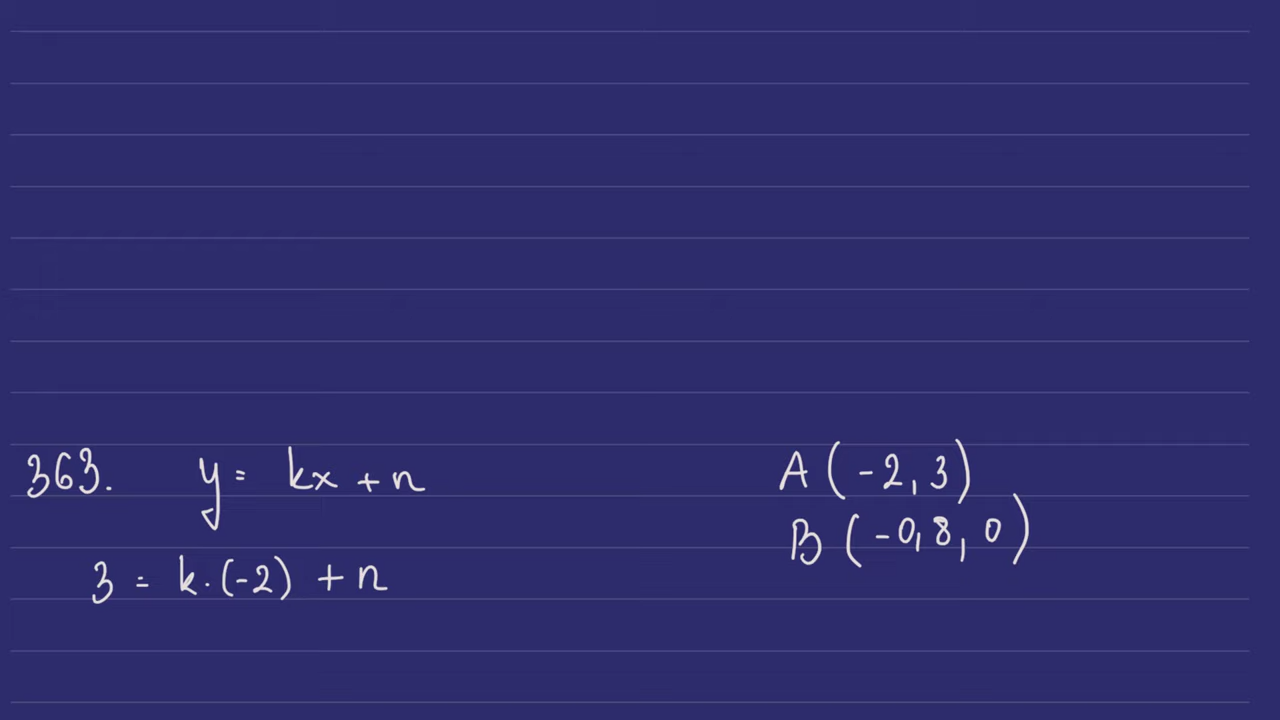 363. y = kx + n
A (-2, 3)
B (-0,8, 0)
3 = k·(-2) + n